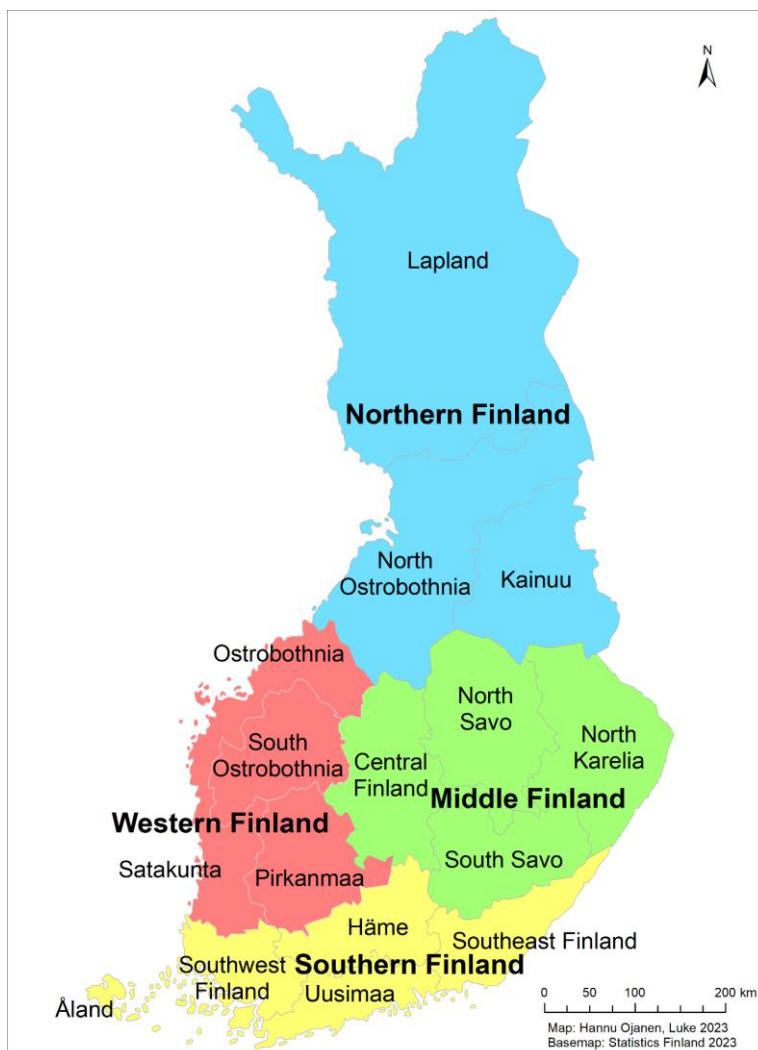 N
Lapland
Northern Finland
North
Ostrobothnia
Kainuu
Ostrobothnia
North
Savo
North
Karelia
South
Ostrobothnia
Central
Finland
Middle Finland
Western Finland
South Savo
Satakunta
Pirkanmaa
Häme
Southeast Finland
Southern Finland
Southwest
Finland
Uusimaa
Åland
0 50 100 200 km
Map: Hannu Ojanen, Luke 2023
Basemap: Statistics Finland 2023